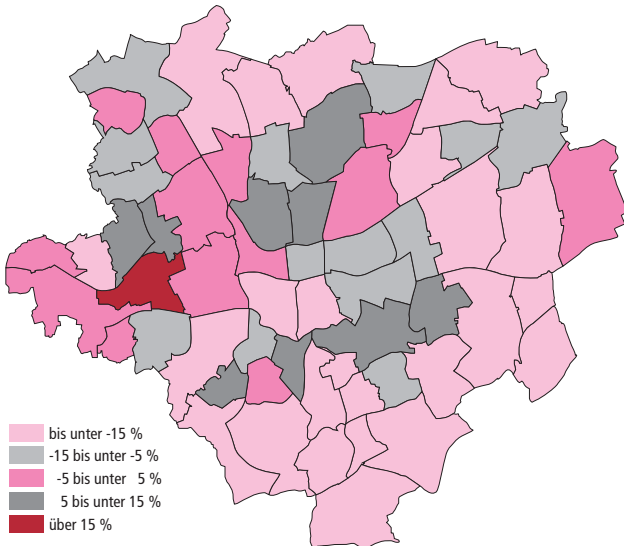 bis unter -15 %
-15 bis unter -5 %
-5 bis unter 5 %
5 bis unter 15 %
über 15 %